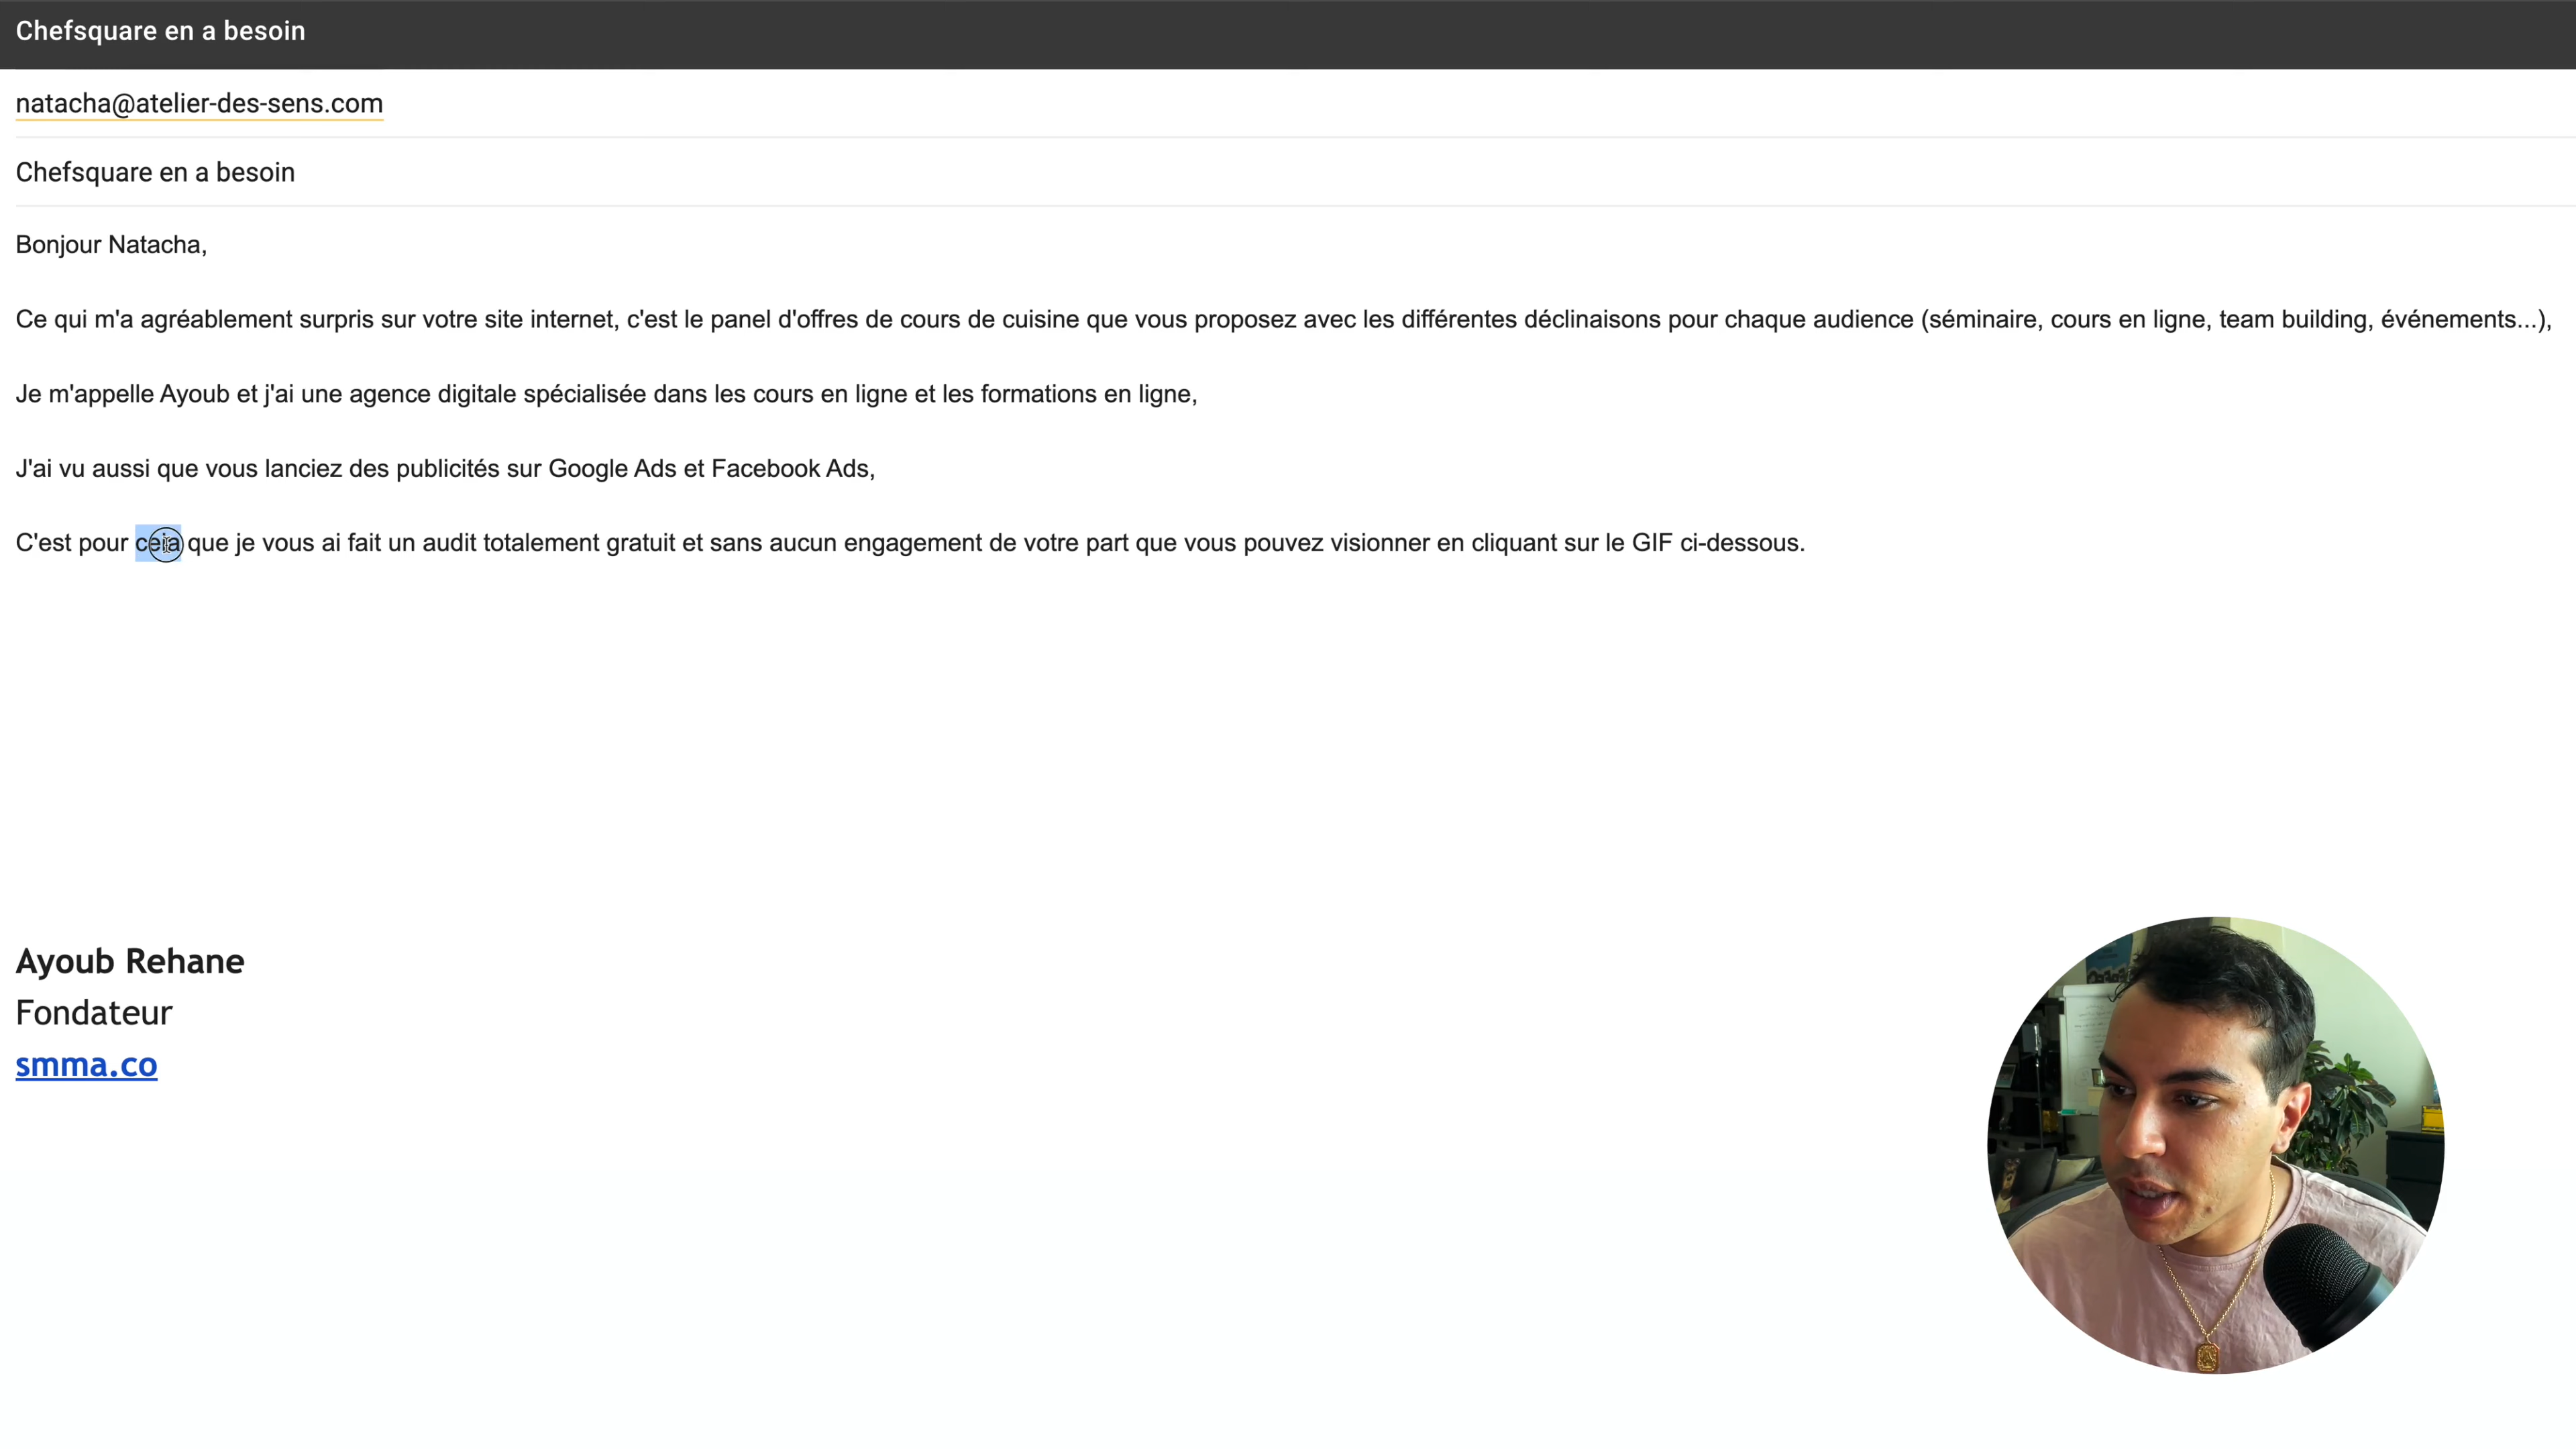 Chefsquare en a besoin
natacha@atelier-des-sens.com
Chefsquare en a besoin
Bonjour Natacha,
Ce qui m'a agréablement surpris sur votre site internet, c'est le panel d'offres de cours de cuisine que vous proposez avec les différentes déclinaisons pour chaque audience (séminaire, cours en ligne, team building, événements...),
Je m'appelle Ayoub et j'ai une agence digitale spécialisée dans les cours en ligne et les formations en ligne,
J'ai vu aussi que vous lanciez des publicités sur Google Ads et Facebook Ads,
C'est pour cela que je vous ai fait un audit totalement gratuit et sans aucun engagement de votre part que vous pouvez visionner en cliquant sur le GIF ci-dessous.
Ayoub Rehane
Fondateur
smma.co